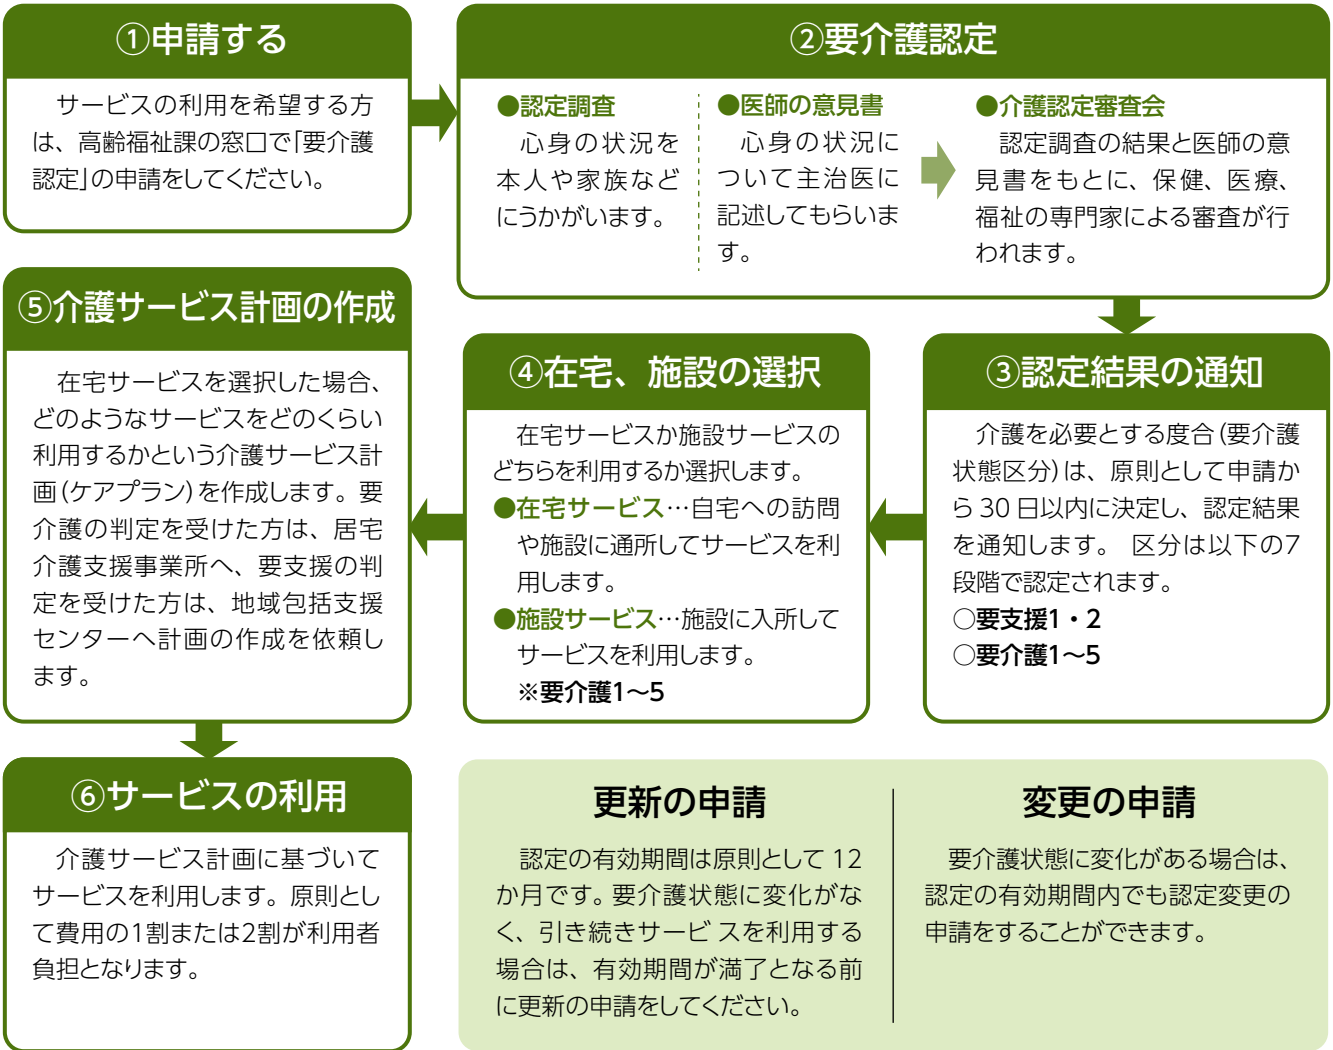 ①申請する
サービスの利用を希望する方
は、高齢福祉課の窓口で「要介護
認定」の申請をしてください。
②要介護認定
●認定調査
心身の状況を
本人や家族など
にうかがいます。
●医師の意見書
心身の状況に
ついて主治医に
記述してもらいま
す。
●介護認定審査会
認定調査の結果と医師の意
見書をもとに、保健、医療、
福祉の専門家による審査が行
われます。
③認定結果の通知
介護を必要とする度合(要介護
状態区分)は、原則として申請か
ら 30 日以内に決定し、認定結果
を通知します。 区分は以下の7
段階で認定されます。
○要支援1・2
○要介護1〜5
④在宅、施設の選択
在宅サービスか施設サービスの
どちらを利用するか選択します。
●在宅サービス…自宅への訪問
や施設に通所してサービスを利
用します。
●施設サービス…施設に入所して
サービスを利用します。
※要介護1〜5
⑤介護サービス計画の作成
在宅サービスを選択した場合、
どのようなサービスをどのくらい
利用するかという介護サービス計
画(ケアプラン)を作成します。要
介護の判定を受けた方は、居宅
介護支援事業所へ、要支援の判
定を受けた方は、地域包括支援
センターへ計画の作成を依頼し
ます。
⑥サービスの利用
介護サービス計画に基づいて
サービスを利用します。原則とし
て費用の1割または2割が利用者
負担となります。
更新の申請
認定の有効期間は原則として 12
か月です。要介護状態に変化がな
く、引き続きサービ スを利用する
場合は、有効期間が満了となる前
に更新の申請をしてください。
変更の申請
要介護状態に変化がある場合は、
認定の有効期間内でも認定変更の
申請をすることができます。